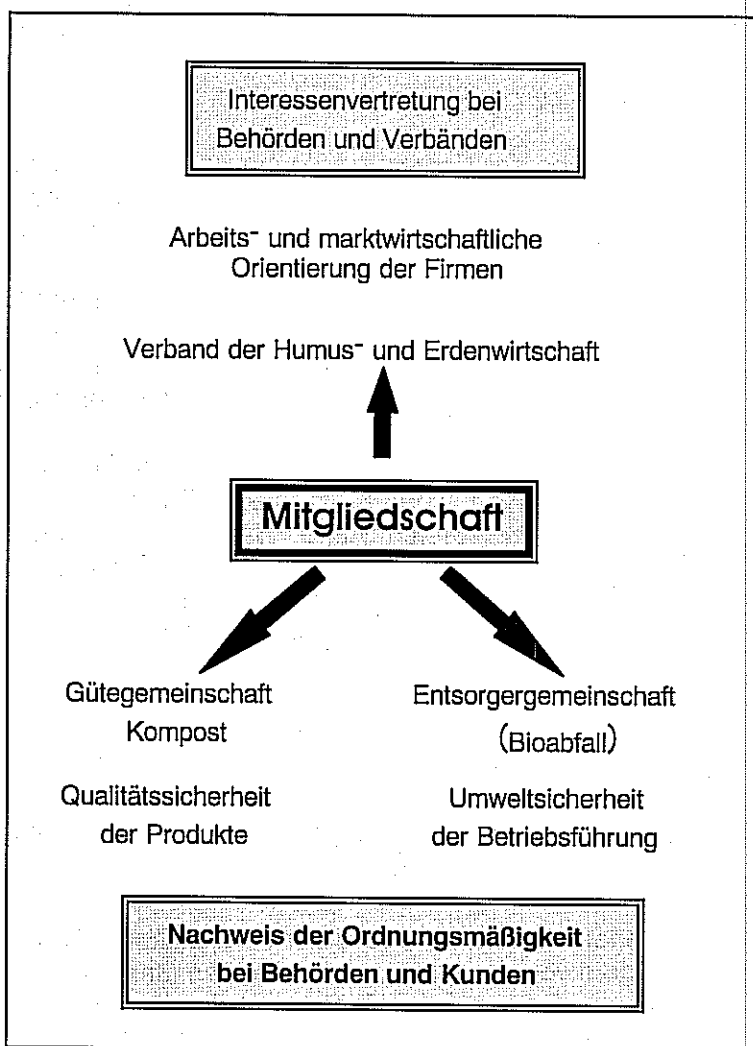 Interessenvertretung bei
Behörden und Verbänden
Arbeits- und marktwirtschaftliche
Orientierung der Firmen
Verband der Humus- und Erdenwirtschaft
Mitgliedschaft
Gütegemeinschaft
Kompost
Qualitätssicherheit
der Produkte
Entsorgergemeinschaft
(Bioabfall)
Umweltsicherheit
der Betriebsführung
Nachweis der Ordnungsmäßigkeit
bei Behörden und Kunden